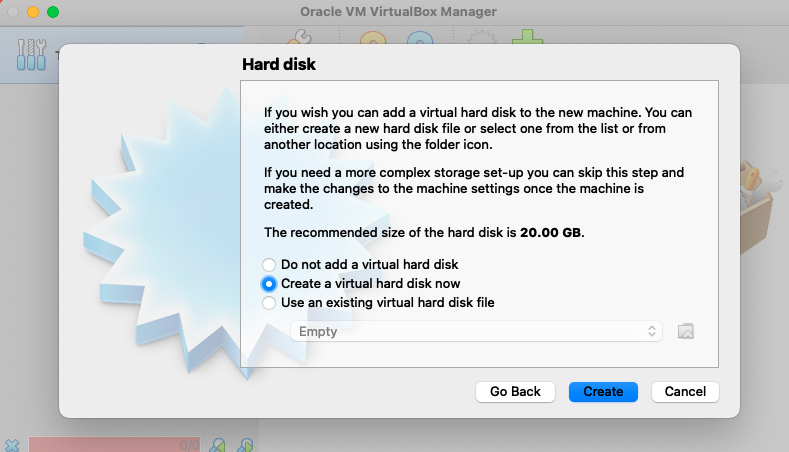 Oracle VM VirtualBox Manager
Hard disk
If you wish you can add a virtual hard disk to the new machine. You can
either create a new hard disk file or select one from the list or from
another location using the folder icon.
If you need a more complex storage set-up you can skip this step and
make the changes to the machine settings once the machine is
created.
The recommended size of the hard disk is 20.00 GB.
Do not add a virtual hard disk
Create a virtual hard disk now
Use an existing virtual hard disk file
Empty
Go Back
Create
Cancel
0/0